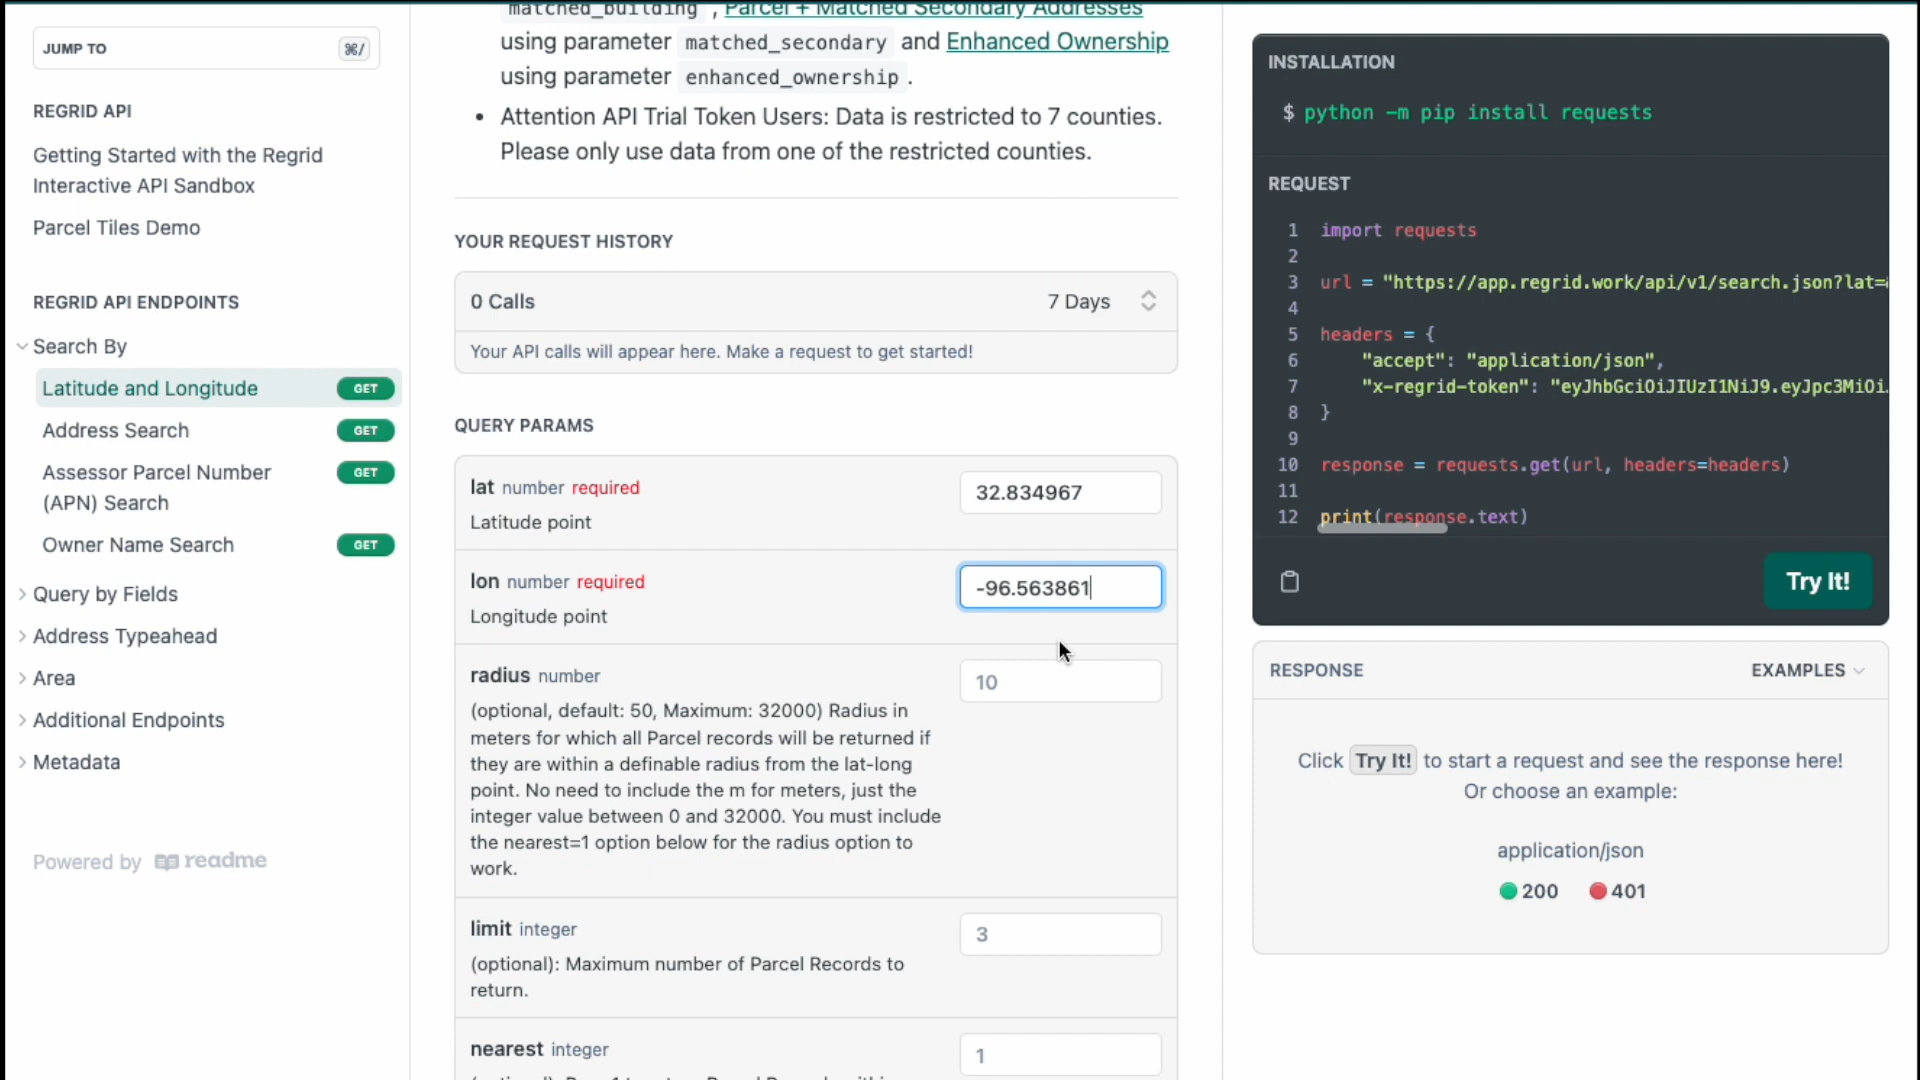 JUMP TO ⌘/
REGRID API
Getting Started with the Regrid
Interactive API Sandbox
Parcel Tiles Demo
REGRID API ENDPOINTS
Search By
Latitude and Longitude GET
Address Search GET
Assessor Parcel Number GET
(APN) Search
Owner Name Search GET
Query by Fields
Address Typeahead
Area
Additional Endpoints
Metadata
Powered by readme
matched_building , Parcel + Matched Secondary Addresses
using parameter matched_secondary and Enhanced Ownership
using parameter enhanced_ownership .
• Attention API Trial Token Users: Data is restricted to 7 counties.
Please only use data from one of the restricted counties.
YOUR REQUEST HISTORY
0 Calls 7 Days
Your API calls will appear here. Make a request to get started!
QUERY PARAMS
lat number required 32.834967
Latitude point
lon number required -96.563861
Longitude point
radius number 10
(optional, default: 50, Maximum: 32000) Radius in
meters for which all Parcel records will be returned if
they are within a definable radius from the lat-long
point. No need to include the m for meters, just the
integer value between 0 and 32000. You must include
the nearest=1 option below for the radius option to
work.
limit integer 3
(optional): Maximum number of Parcel Records to
return.
nearest integer 1
INSTALLATION
$ python -m pip install requests
REQUEST
1 import requests
2
3 url = "https://app.regrid.work/api/v1/search.json?lat=
4
5 headers = {
6 "accept": "application/json",
7 "x-regrid-token": "eyJhbGciOiJIUzI1NiJ9.eyJpc3MiOi
8 }
9
10 response = requests.get(url, headers=headers)
11
12 print(response.text)
Try It!
RESPONSE EXAMPLES
Click Try It! to start a request and see the response here!
Or choose an example:
application/json
200 401